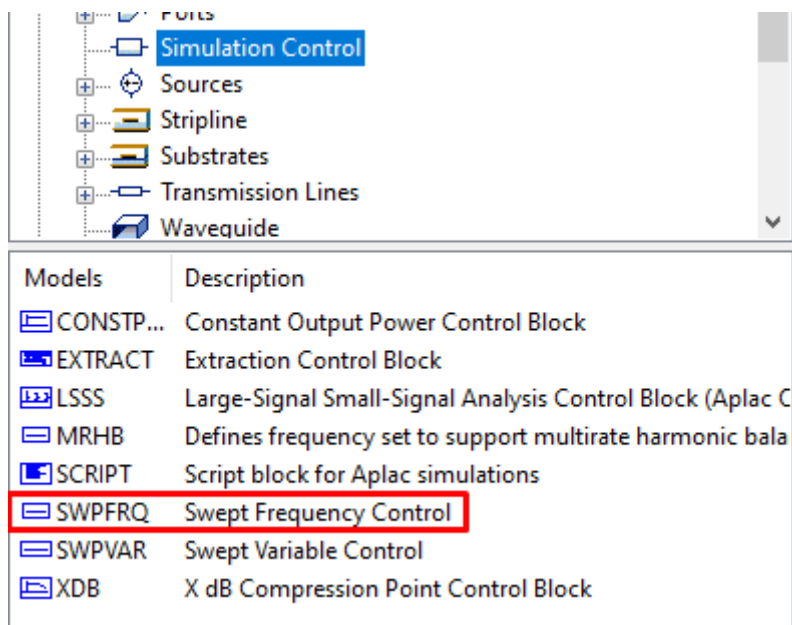 Ports
Simulation Control
Sources
Stripline
Substrates
Transmission Lines
Waveguide
Models Description
CONSTP... Constant Output Power Control Block
EXTRACT Extraction Control Block
LSSS Large-Signal Small-Signal Analysis Control Block (Aplac C
MRHB Defines frequency set to support multirate harmonic bala
SCRIPT Script block for Aplac simulations
SWPFRQ Swept Frequency Control
SWPVAR Swept Variable Control
XDB X dB Compression Point Control Block